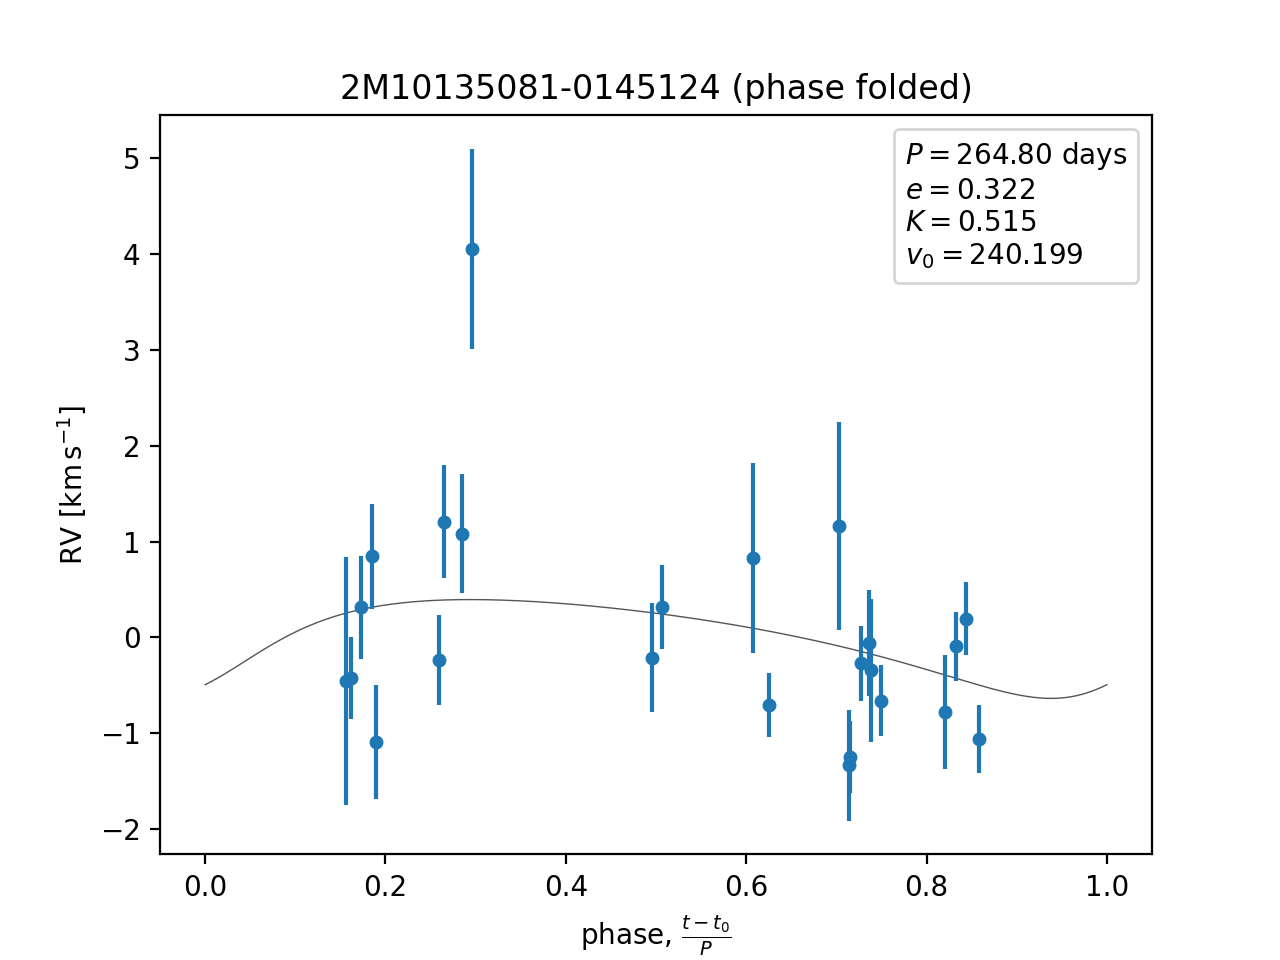 2M10135081-0145124 (phase folded)
P = 264.80 days
e = 0.322
K = 0.515
v₀ = 240.199
5
4
3
2
1
0
−1
−2
RV [km s⁻¹]
0.0 0.2 0.4 0.6 0.8 1.0
phase, (t − t₀)/P